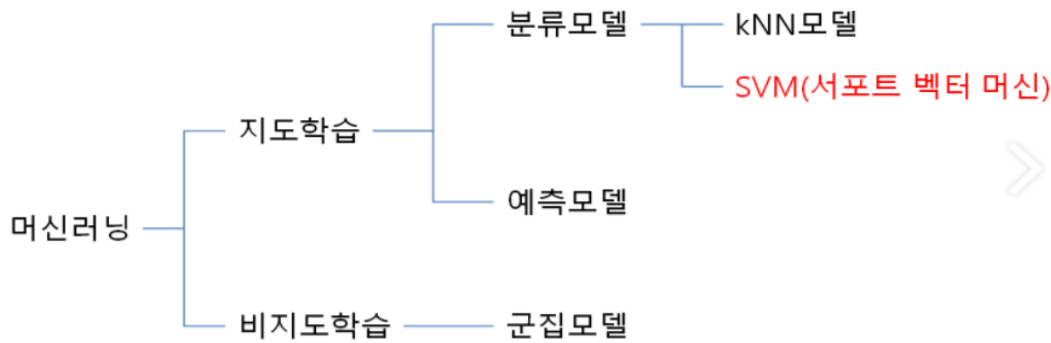 분류모델
kNN모델
SVM(서포트 벡터 머신)
지도학습
예측모델
머신러닝
비지도학습
군집모델